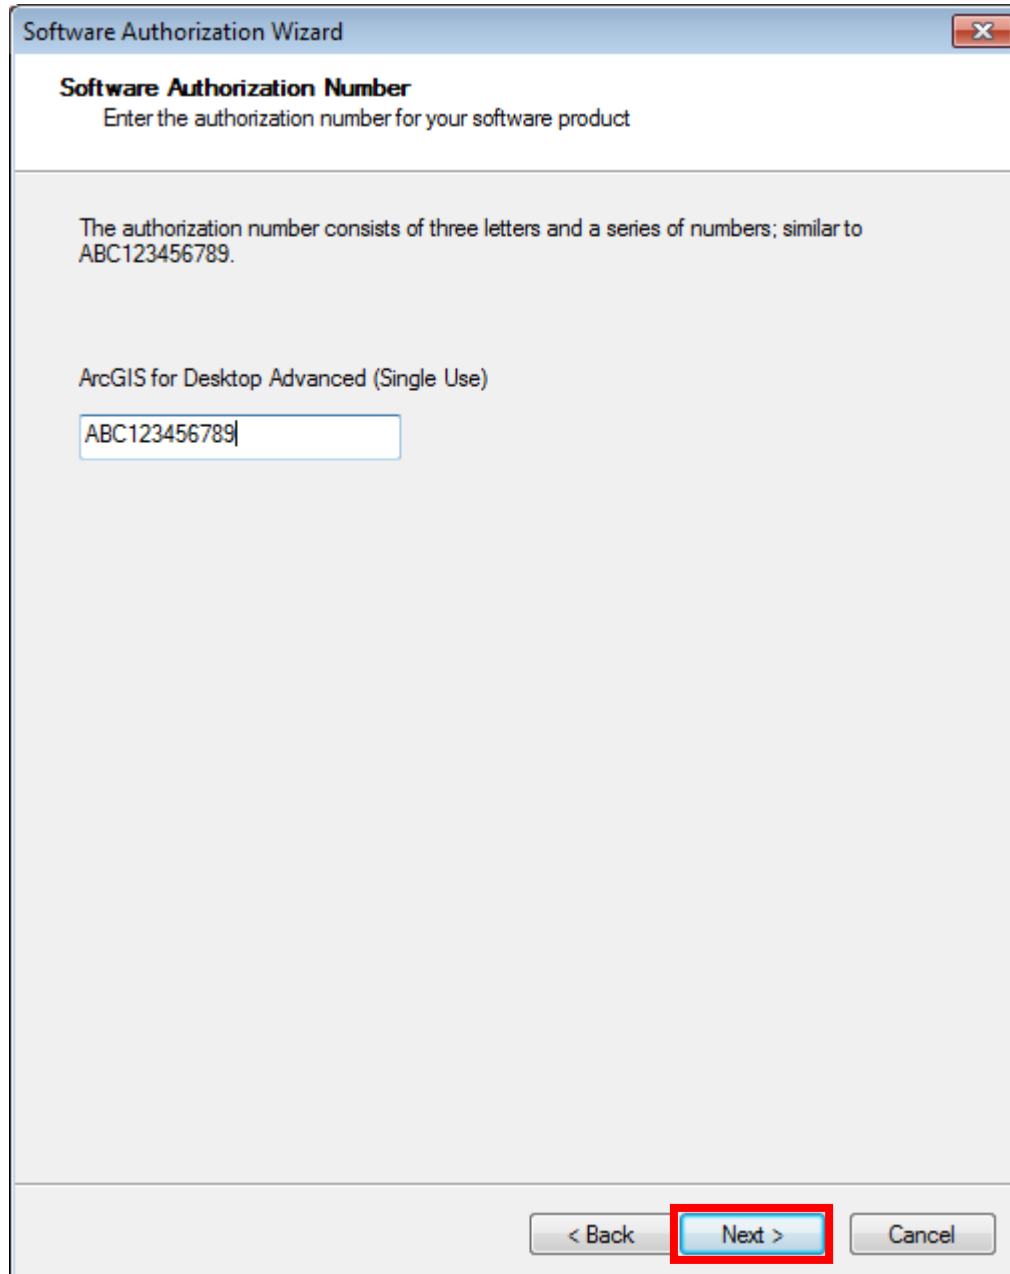 Software Authorization Wizard
Software Authorization Number
Enter the authorization number for your software product
The authorization number consists of three letters and a series of numbers; similar to
ABC123456789.
ArcGIS for Desktop Advanced (Single Use)
ABC123456789
< Back Next > Cancel